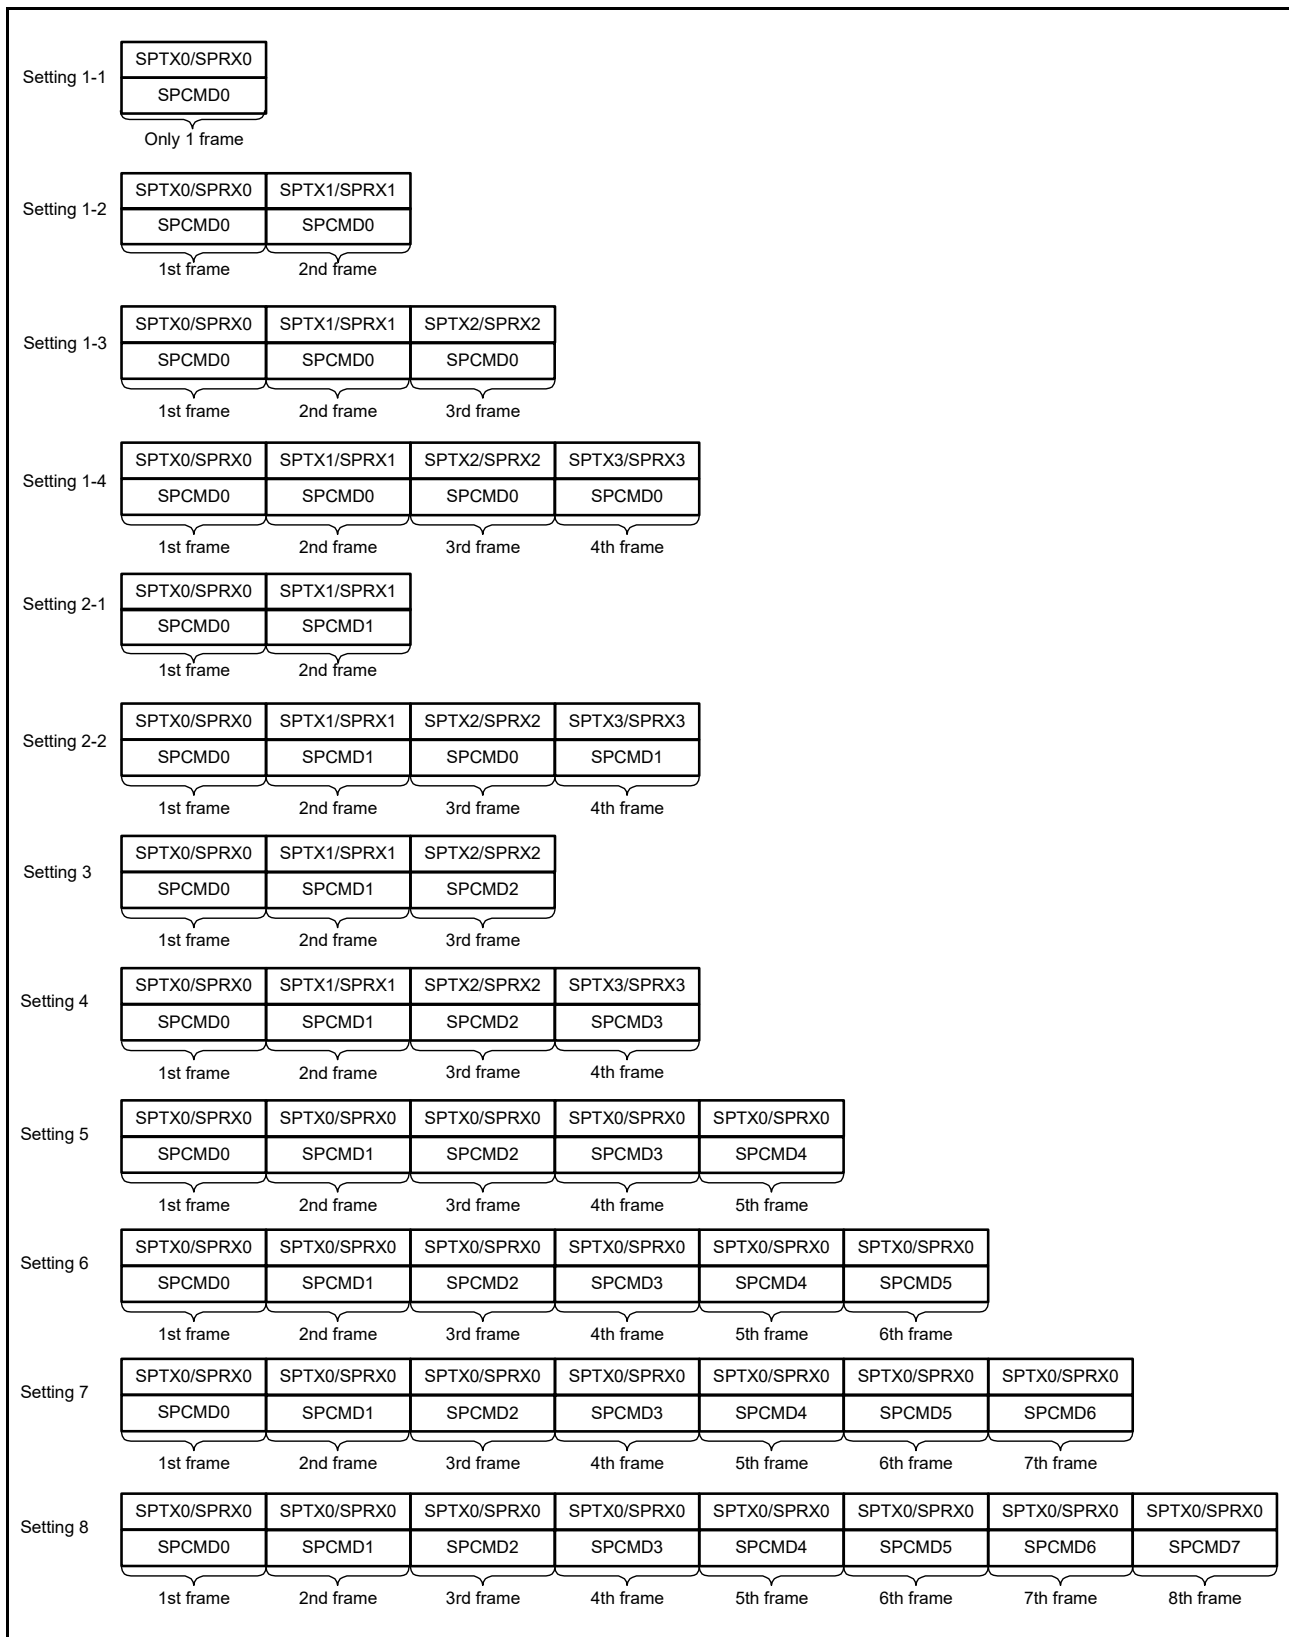 Setting 1-1
SPTX0/SPRX0
SPCMD0
Only 1 frame
Setting 1-2
SPTX0/SPRX0 SPTX1/SPRX1
SPCMD0 SPCMD0
1st frame 2nd frame
Setting 1-3
SPTX0/SPRX0 SPTX1/SPRX1 SPTX2/SPRX2
SPCMD0 SPCMD0 SPCMD0
1st frame 2nd frame 3rd frame
Setting 1-4
SPTX0/SPRX0 SPTX1/SPRX1 SPTX2/SPRX2 SPTX3/SPRX3
SPCMD0 SPCMD0 SPCMD0 SPCMD0
1st frame 2nd frame 3rd frame 4th frame
Setting 2-1
SPTX0/SPRX0 SPTX1/SPRX1
SPCMD0 SPCMD1
1st frame 2nd frame
Setting 2-2
SPTX0/SPRX0 SPTX1/SPRX1 SPTX2/SPRX2 SPTX3/SPRX3
SPCMD0 SPCMD1 SPCMD0 SPCMD1
1st frame 2nd frame 3rd frame 4th frame
Setting 3
SPTX0/SPRX0 SPTX1/SPRX1 SPTX2/SPRX2
SPCMD0 SPCMD1 SPCMD2
1st frame 2nd frame 3rd frame
Setting 4
SPTX0/SPRX0 SPTX1/SPRX1 SPTX2/SPRX2 SPTX3/SPRX3
SPCMD0 SPCMD1 SPCMD2 SPCMD3
1st frame 2nd frame 3rd frame 4th frame
Setting 5
SPTX0/SPRX0 SPTX0/SPRX0 SPTX0/SPRX0 SPTX0/SPRX0 SPTX0/SPRX0
SPCMD0 SPCMD1 SPCMD2 SPCMD3 SPCMD4
1st frame 2nd frame 3rd frame 4th frame 5th frame
Setting 6
SPTX0/SPRX0 SPTX0/SPRX0 SPTX0/SPRX0 SPTX0/SPRX0 SPTX0/SPRX0 SPTX0/SPRX0
SPCMD0 SPCMD1 SPCMD2 SPCMD3 SPCMD4 SPCMD5
1st frame 2nd frame 3rd frame 4th frame 5th frame 6th frame
Setting 7
SPTX0/SPRX0 SPTX0/SPRX0 SPTX0/SPRX0 SPTX0/SPRX0 SPTX0/SPRX0 SPTX0/SPRX0 SPTX0/SPRX0
SPCMD0 SPCMD1 SPCMD2 SPCMD3 SPCMD4 SPCMD5 SPCMD6
1st frame 2nd frame 3rd frame 4th frame 5th frame 6th frame 7th frame
Setting 8
SPTX0/SPRX0 SPTX0/SPRX0 SPTX0/SPRX0 SPTX0/SPRX0 SPTX0/SPRX0 SPTX0/SPRX0 SPTX0/SPRX0 SPTX0/SPRX0
SPCMD0 SPCMD1 SPCMD2 SPCMD3 SPCMD4 SPCMD5 SPCMD6 SPCMD7
1st frame 2nd frame 3rd frame 4th frame 5th frame 6th frame 7th frame 8th frame